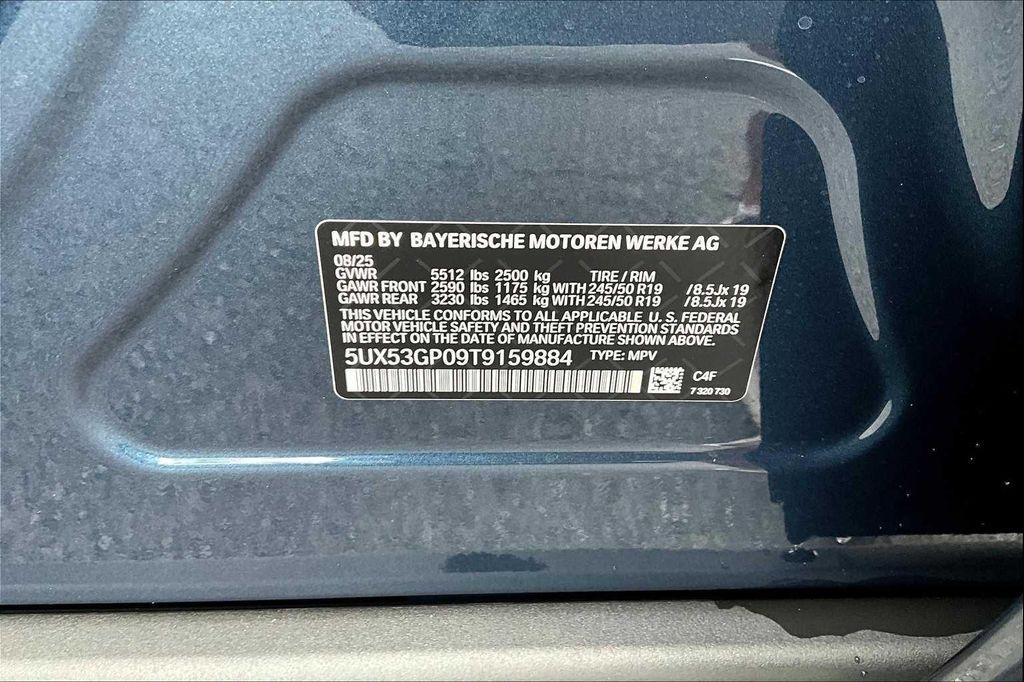 MFD BY BAYERISCHE MOTOREN WERKE AG
08/25
GVWR 5512 lbs 2500 kg TIRE / RIM
GAWR FRONT 2590 lbs 1175 kg WITH 245/50 R19 /8.5Jx 19
GAWR REAR 3230 lbs 1465 kg WITH 245/50 R19 /8.5Jx 19
THIS VEHICLE CONFORMS TO ALL APPLICABLE U. S. FEDERAL
MOTOR VEHICLE SAFETY AND THEFT PREVENTION STANDARDS
IN EFFECT ON THE DATE OF MANUFACTURE SHOWN ABOVE.
5UX53GP09T9159884 TYPE: MPV
C4F
7 320 730